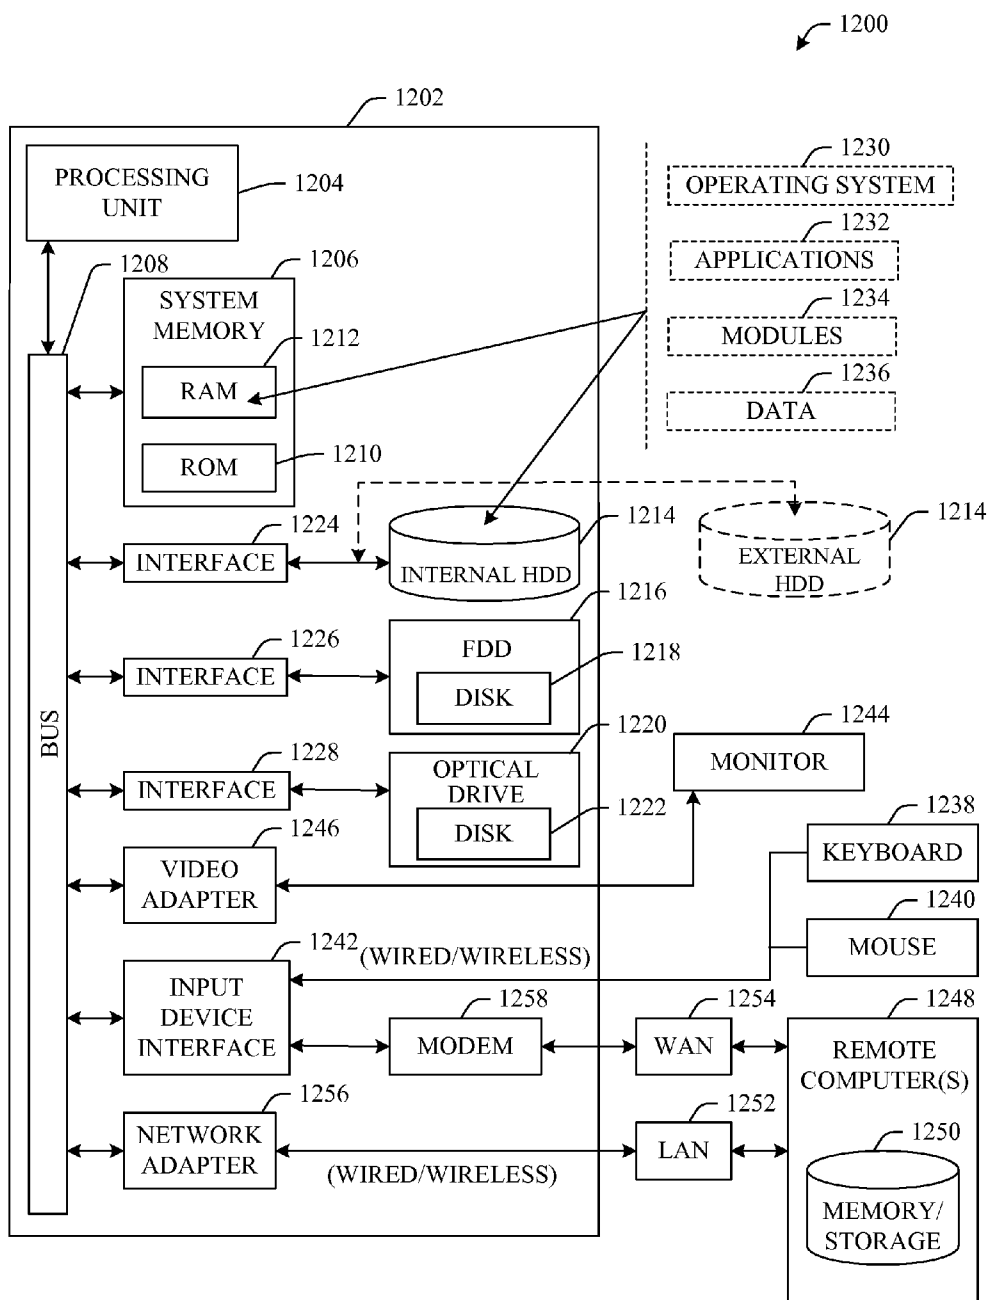 1200
1202
PROCESSING
UNIT
1204
1230
OPERATING SYSTEM
1232
APPLICATIONS
1234
MODULES
1236
DATA
1208
1206
SYSTEM
MEMORY
1212
RAM
ROM
1210
1224
INTERFACE
INTERNAL HDD
1214
EXTERNAL
HDD
1214
1226
INTERFACE
1216
FDD
1218
DISK
BUS
1228
INTERFACE
1220
OPTICAL
DRIVE
1222
DISK
1244
MONITOR
1246
VIDEO
ADAPTER
1238
KEYBOARD
1240
MOUSE
1242
(WIRED/WIRELESS)
INPUT
DEVICE
INTERFACE
1258
MODEM
1254
WAN
1248
REMOTE
COMPUTER(S)
1256
NETWORK
ADAPTER
(WIRED/WIRELESS)
1252
LAN
1250
MEMORY/
STORAGE